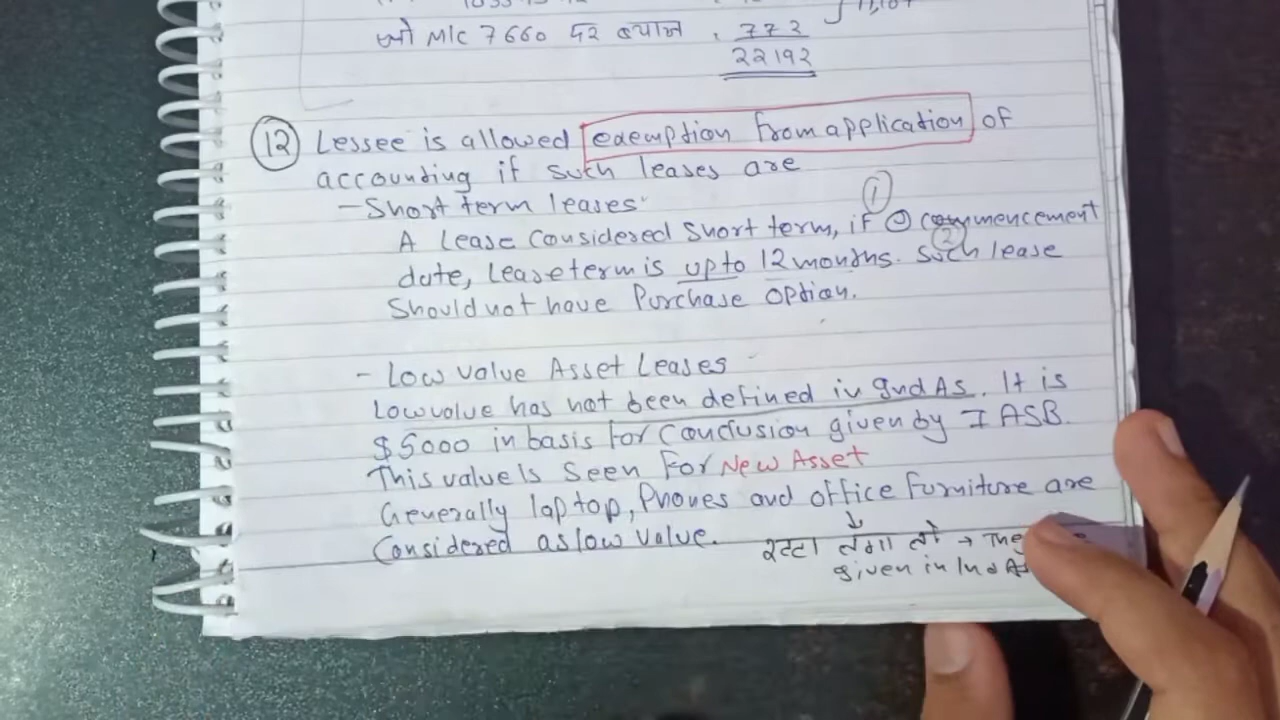 जो M/c 7660 पर ब्याज . 772
22192
(12) Lessee is allowed exemption from application of
accounting if such leases are
- Short term leases
(1)
A Lease Considered Short term, if @ commencement
(2)
date, Lease term is upto 12 months. Such lease
Should not have Purchase option.
- Low value Asset Leases
Low value has not been defined in Ind AS. It is
$5000 in basis for Conclusion given by IASB.
This value is Seen For New Asset
Generally laptop, Phones and office Furniture are
Considered as low value.
रट्टा लगा लो → The
given in Ind AS